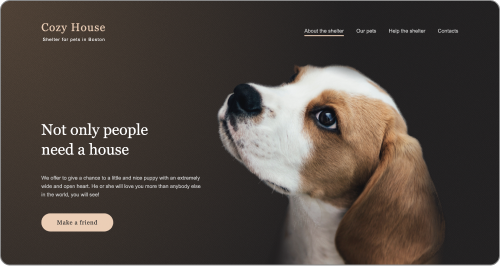 Cozy House
Shelter for pets in Boston
About the shelter
Our pets
Help the shelter
Contacts
Not only people
need a house
We offer to give a chance to a little and nice puppy with an extremely
wide and open heart. He or she will love you more than anybody else
in the world, you will see!
Make a friend